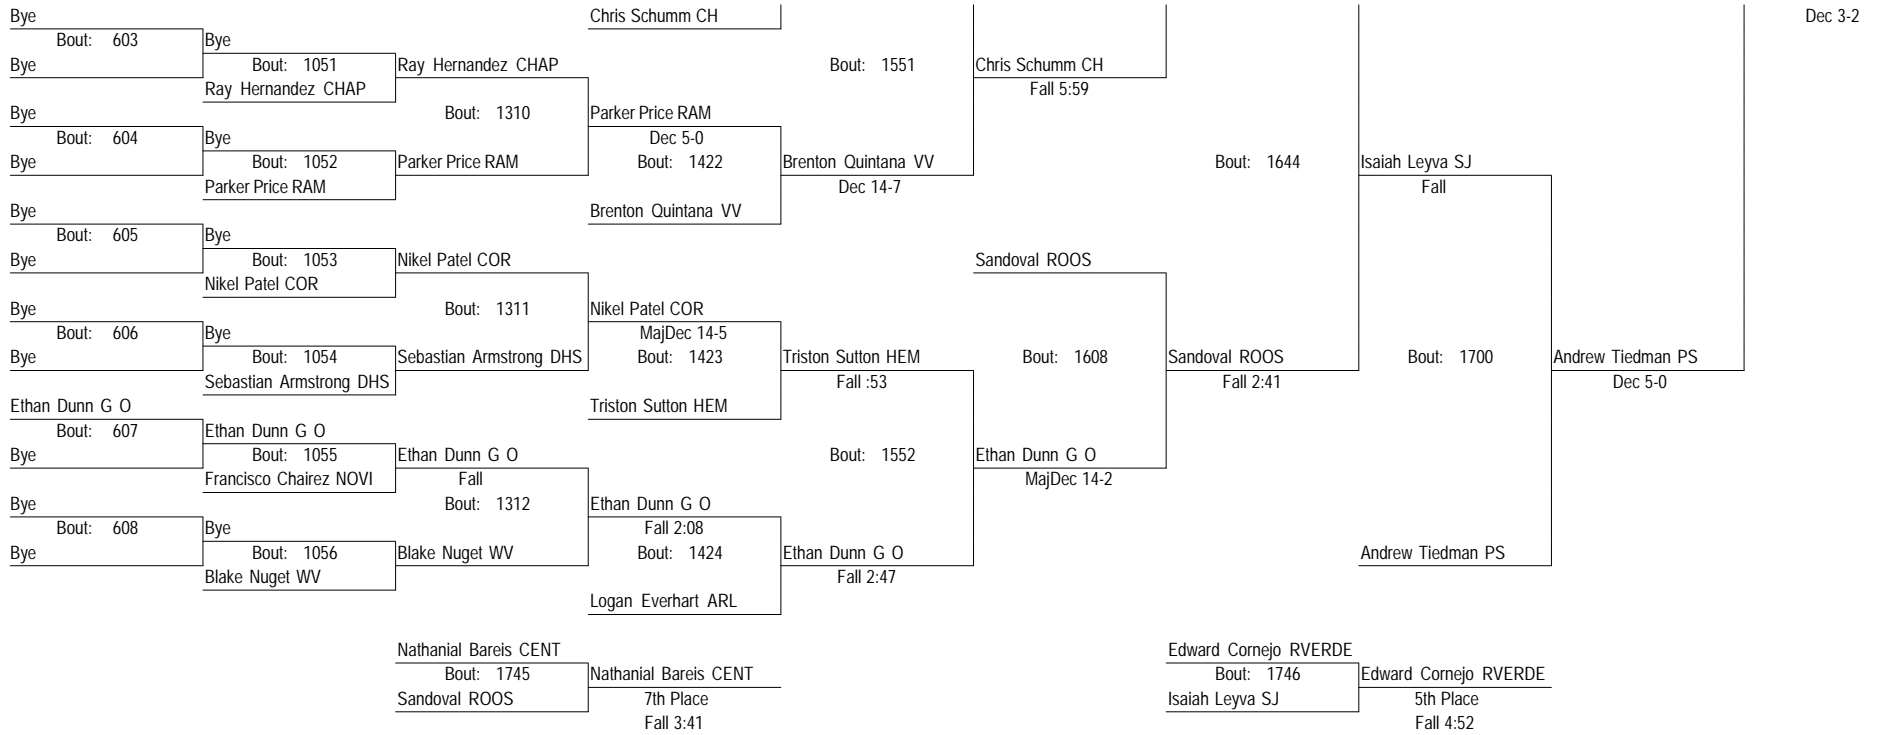 Bye
Chris Schumm CH
Dec 3-2
Bout: 603
Bye
Bye
Bout: 1051
Ray Hernandez CHAP
Bout: 1551
Chris Schumm CH
Ray Hernandez CHAP
Fall 5:59
Bye
Bout: 1310
Parker Price RAM
Bout: 604
Bye
Dec 5-0
Bye
Bout: 1052
Parker Price RAM
Bout: 1422
Brenton Quintana VV
Bout: 1644
Isaiah Leyva SJ
Parker Price RAM
Dec 14-7
Fall
Bye
Brenton Quintana VV
Bout: 605
Bye
Bye
Bout: 1053
Nikel Patel COR
Sandoval ROOS
Nikel Patel COR
Bye
Bout: 1311
Nikel Patel COR
Bout: 606
Bye
MajDec 14-5
Bye
Bout: 1054
Sebastian Armstrong DHS
Bout: 1423
Triston Sutton HEM
Bout: 1608
Sandoval ROOS
Bout: 1700
Andrew Tiedman PS
Sebastian Armstrong DHS
Fall :53
Fall 2:41
Dec 5-0
Ethan Dunn G O
Triston Sutton HEM
Bout: 607
Ethan Dunn G O
Bye
Bout: 1055
Ethan Dunn G O
Bout: 1552
Ethan Dunn G O
Francisco Chairez NOVI
Fall
MajDec 14-2
Bye
Bout: 1312
Ethan Dunn G O
Bout: 608
Bye
Fall 2:08
Bye
Bout: 1056
Blake Nuget WV
Bout: 1424
Ethan Dunn G O
Andrew Tiedman PS
Blake Nuget WV
Fall 2:47
Logan Everhart ARL
Nathanial Bareis CENT
Edward Cornejo RVERDE
Bout: 1745
Nathanial Bareis CENT
Bout: 1746
Edward Cornejo RVERDE
Sandoval ROOS
7th Place
Isaiah Leyva SJ
5th Place
Fall 3:41
Fall 4:52